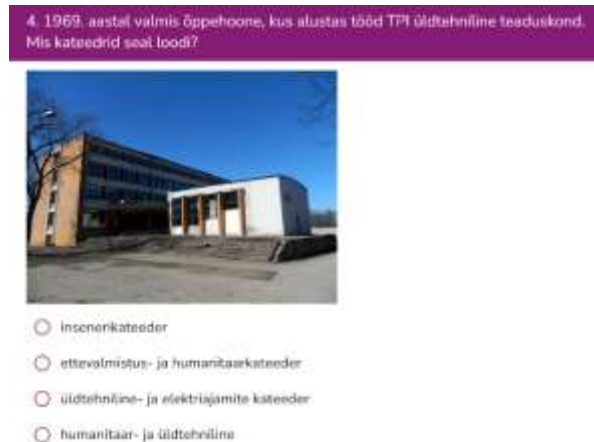 4. 1969. aastal valmis õppehoone, kus alustas tööd TPI üldtehniline teaduskond.
Mis kateedrid seal loodi?
insenerikateeder
ettevalmistus- ja humanitaarkateeder
üldtehniline- ja elektriajamite kateeder
humanitaar- ja üldtehniline